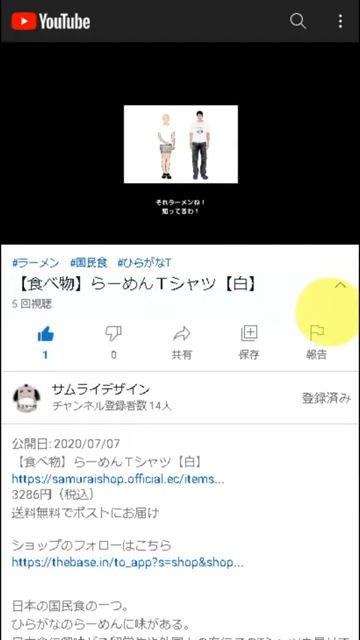 YouTube
それラーメンね！
知ってるわ！
#ラーメン #国民食 #ひらがなT
【食べ物】らーめんTシャツ【白】
5 回視聴
1
0
共有
保存
報告
サムライデザイン
チャンネル登録者数 14人
登録済み
公開日: 2020/07/07
【食べ物】らーめんTシャツ【白】
https://samuraishop.official.ec/items...
3286円（税込）
送料無料でポストにお届け
ショップのフォローはこちら
https://thebase.in/to_app?s=shop&shop...
日本の国民食の一つ。
ひらがなのらーめんに味がある。